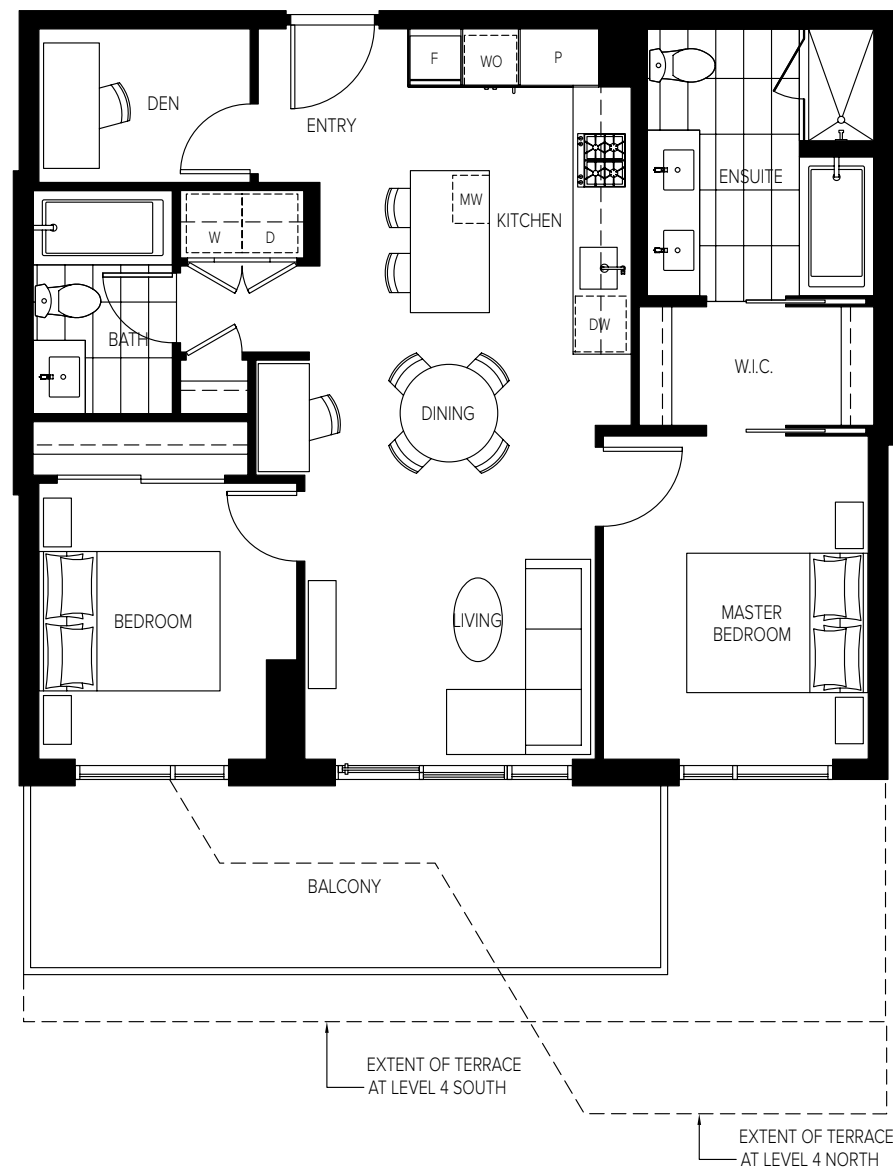 F
WO
P
DEN
ENTRY
ENSUITE
MW
KITCHEN
W
D
DW
BATH
W.I.C.
DINING
BEDROOM
LIVING
MASTER
BEDROOM
BALCONY
EXTENT OF TERRACE
AT LEVEL 4 SOUTH
EXTENT OF TERRACE
AT LEVEL 4 NORTH